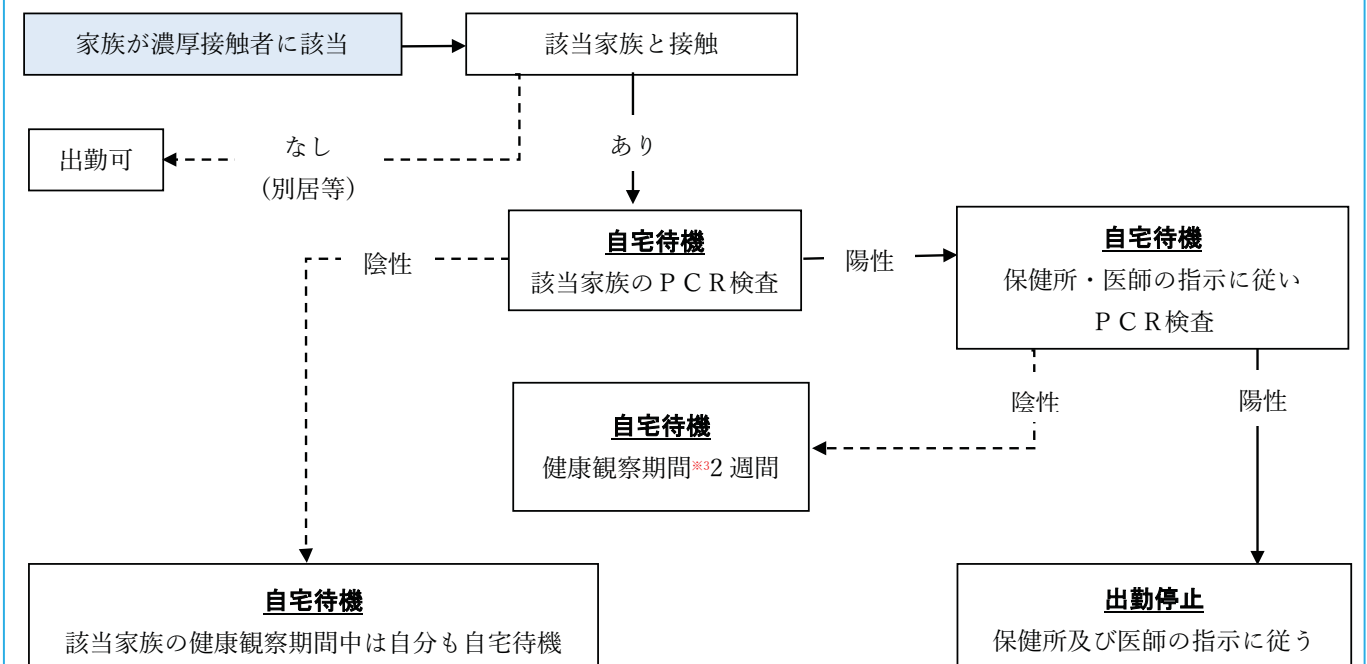 家族が濃厚接触者に該当
該当家族と接触
出勤可
なし
(別居等)
あり
自宅待機
該当家族のＰＣＲ検査
陽性
自宅待機
保健所・医師の指示に従い
ＰＣＲ検査
陰性
自宅待機
健康観察期間※32 週間
陰性
陽性
自宅待機
該当家族の健康観察期間中は自分も自宅待機
出勤停止
保健所及び医師の指示に従う